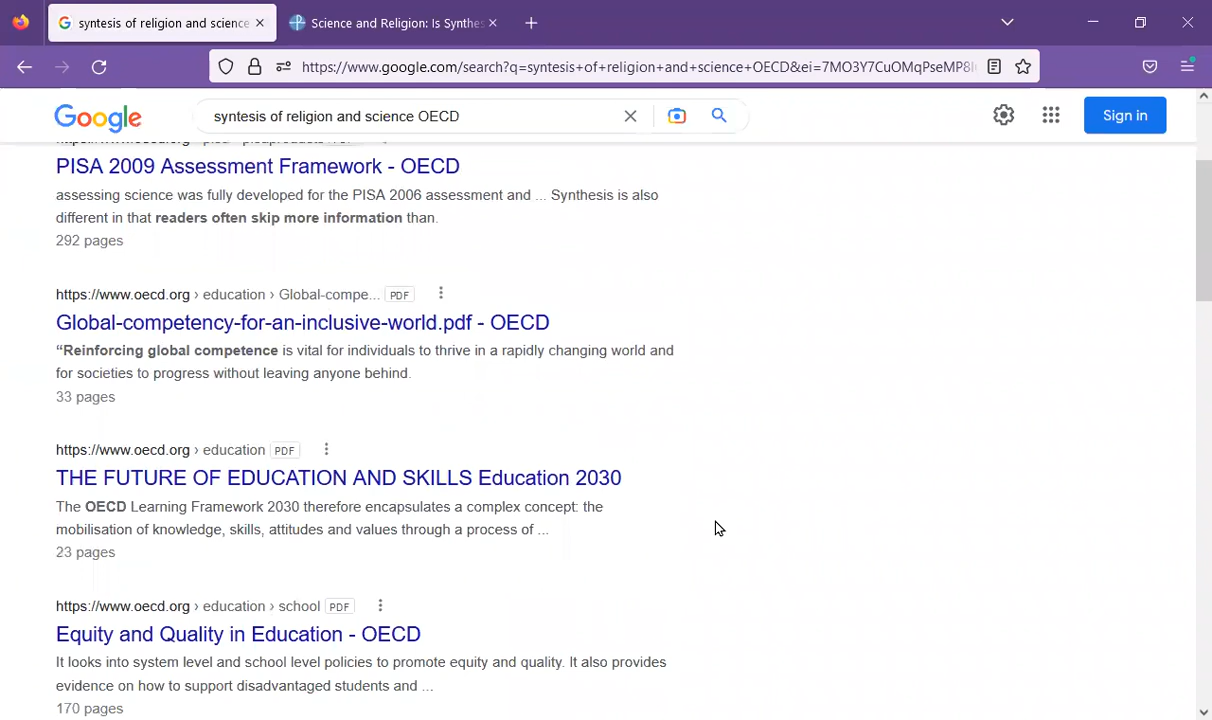 syntesis of religion and science
Science and Religion: Is Synthes
https://www.google.com/search?q=syntesis+of+religion+and+science+OECD&ei=7MO3Y7CuOMqPseMP8l
Google
syntesis of religion and science OECD
Sign in
PISA 2009 Assessment Framework - OECD
assessing science was fully developed for the PISA 2006 assessment and ... Synthesis is also
different in that readers often skip more information than.
292 pages
https://www.oecd.org › education › Global-compe... PDF
Global-competency-for-an-inclusive-world.pdf - OECD
“Reinforcing global competence is vital for individuals to thrive in a rapidly changing world and
for societies to progress without leaving anyone behind.
33 pages
https://www.oecd.org › education PDF
THE FUTURE OF EDUCATION AND SKILLS Education 2030
The OECD Learning Framework 2030 therefore encapsulates a complex concept: the
mobilisation of knowledge, skills, attitudes and values through a process of ...
23 pages
https://www.oecd.org › education › school PDF
Equity and Quality in Education - OECD
It looks into system level and school level policies to promote equity and quality. It also provides
evidence on how to support disadvantaged students and ...
170 pages